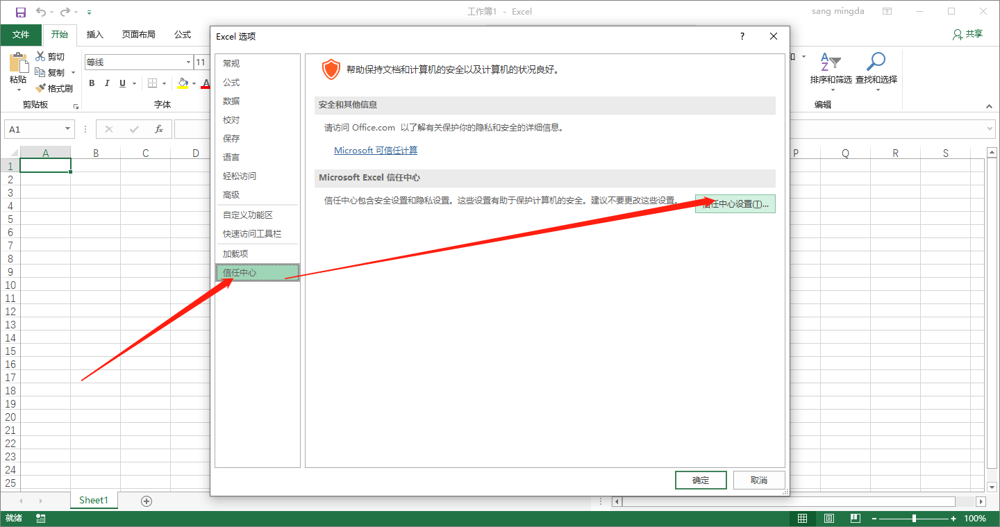 工作簿1 - Excel
sang mingda
文件
开始
插入
页面布局
公式
共享
粘贴
剪切
复制
格式刷
剪贴板
等线
11
B I U
A
字体
和
A
Z
排序和筛选
查找和选择
编辑
A1
fx
A B C D P Q R S
1
2
3
4
5
6
7
8
9
10
11
12
13
14
15
16
17
18
19
20
21
22
23
24
25
Excel 选项
?
常规
公式
数据
校对
保存
语言
轻松访问
高级
自定义功能区
快速访问工具栏
加载项
信任中心
帮助保持文档和计算机的安全以及计算机的状况良好。
安全和其他信息
请访问 Office.com 以了解有关保护你的隐私和安全的详细信息。
Microsoft 可信任计算
Microsoft Excel 信任中心
信任中心包含安全设置和隐私设置。这些设置有助于保护计算机的安全。建议不要更改这些设置。
信任中心设置(T)...
确定
取消
Sheet1
就绪
100%